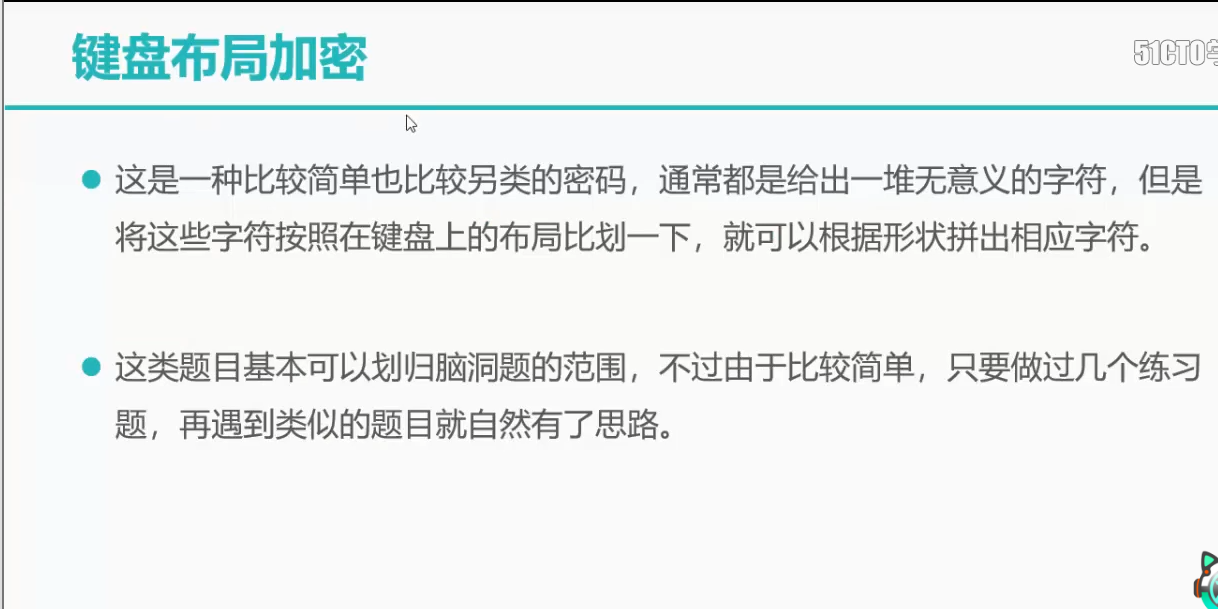 键盘布局加密
51CTO学
这是一种比较简单也比较另类的密码，通常都是给出一堆无意义的字符，但是
将这些字符按照在键盘上的布局比划一下，就可以根据形状拼出相应字符。
这类题目基本可以划归脑洞题的范围，不过由于比较简单，只要做过几个练习
题，再遇到类似的题目就自然有了思路。